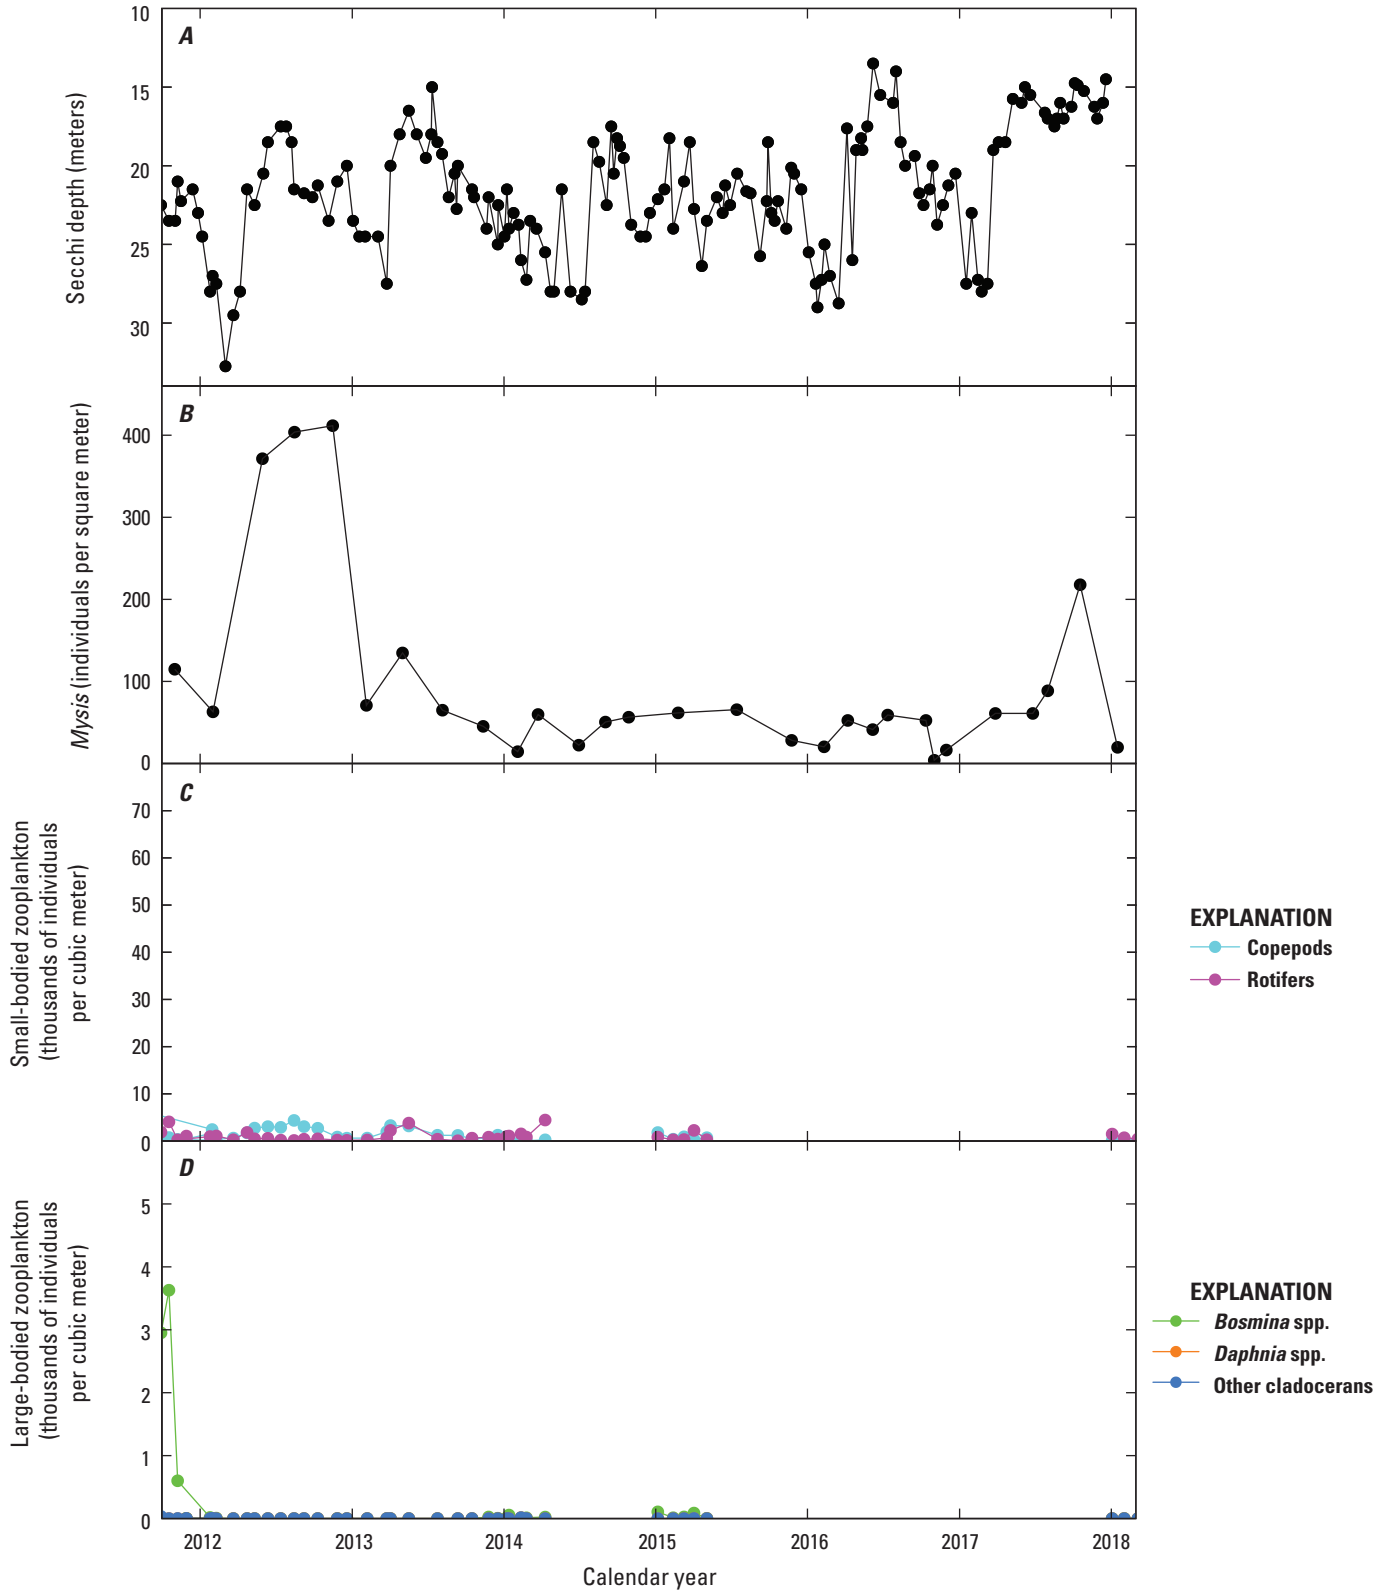 A
10
15
20
25
30
Secchi depth (meters)
B
400
300
200
100
0
Mysis (individuals per square meter)
C
70
60
50
40
30
20
10
0
Small-bodied zooplankton
(thousands of individuals
per cubic meter)
EXPLANATION
Copepods
Rotifers
D
5
4
3
2
1
0
Large-bodied zooplankton
(thousands of individuals
per cubic meter)
EXPLANATION
Bosmina spp.
Daphnia spp.
Other cladocerans
2012 2013 2014 2015 2016 2017 2018
Calendar year